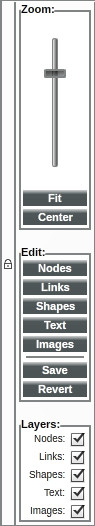 Zoom:
Fit
Center
Edit:
Nodes
Links
Shapes
Text
Images
Save
Revert
Layers:
Nodes:
Links:
Shapes:
Text:
Images: